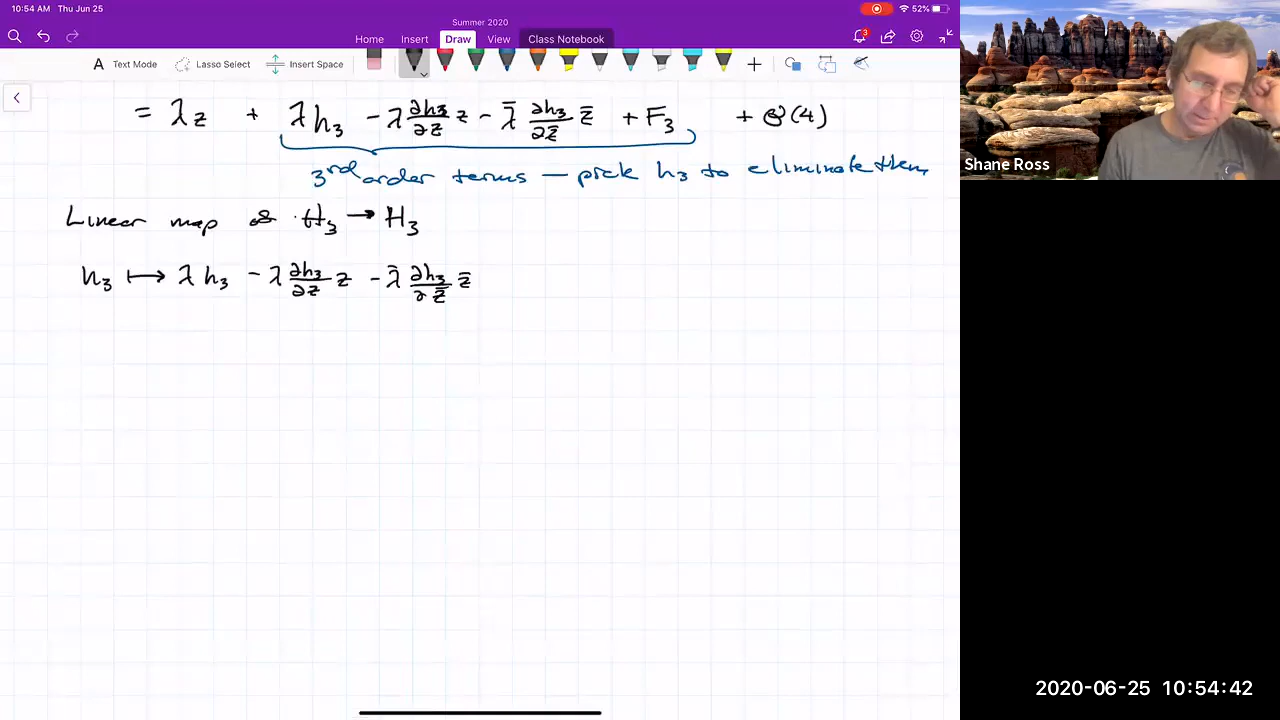 10:54 AM Thu Jun 25
52%
Summer 2020
Home Insert Draw View Class Notebook
3
A Text Mode Lasso Select Insert Space
= λz + λh₃ − λ ∂h₃/∂z z − λ̄ ∂h₃/∂z̄ z̄ + F₃ + O(4)
3rd order terms — pick h₃ to eliminate them
Linear map of H₃ → H₃
h₃ ↦ λh₃ − λ ∂h₃/∂z z − λ̄ ∂h₃/∂z̄ z̄
Shane Ross
2020-06-25 10:54:42